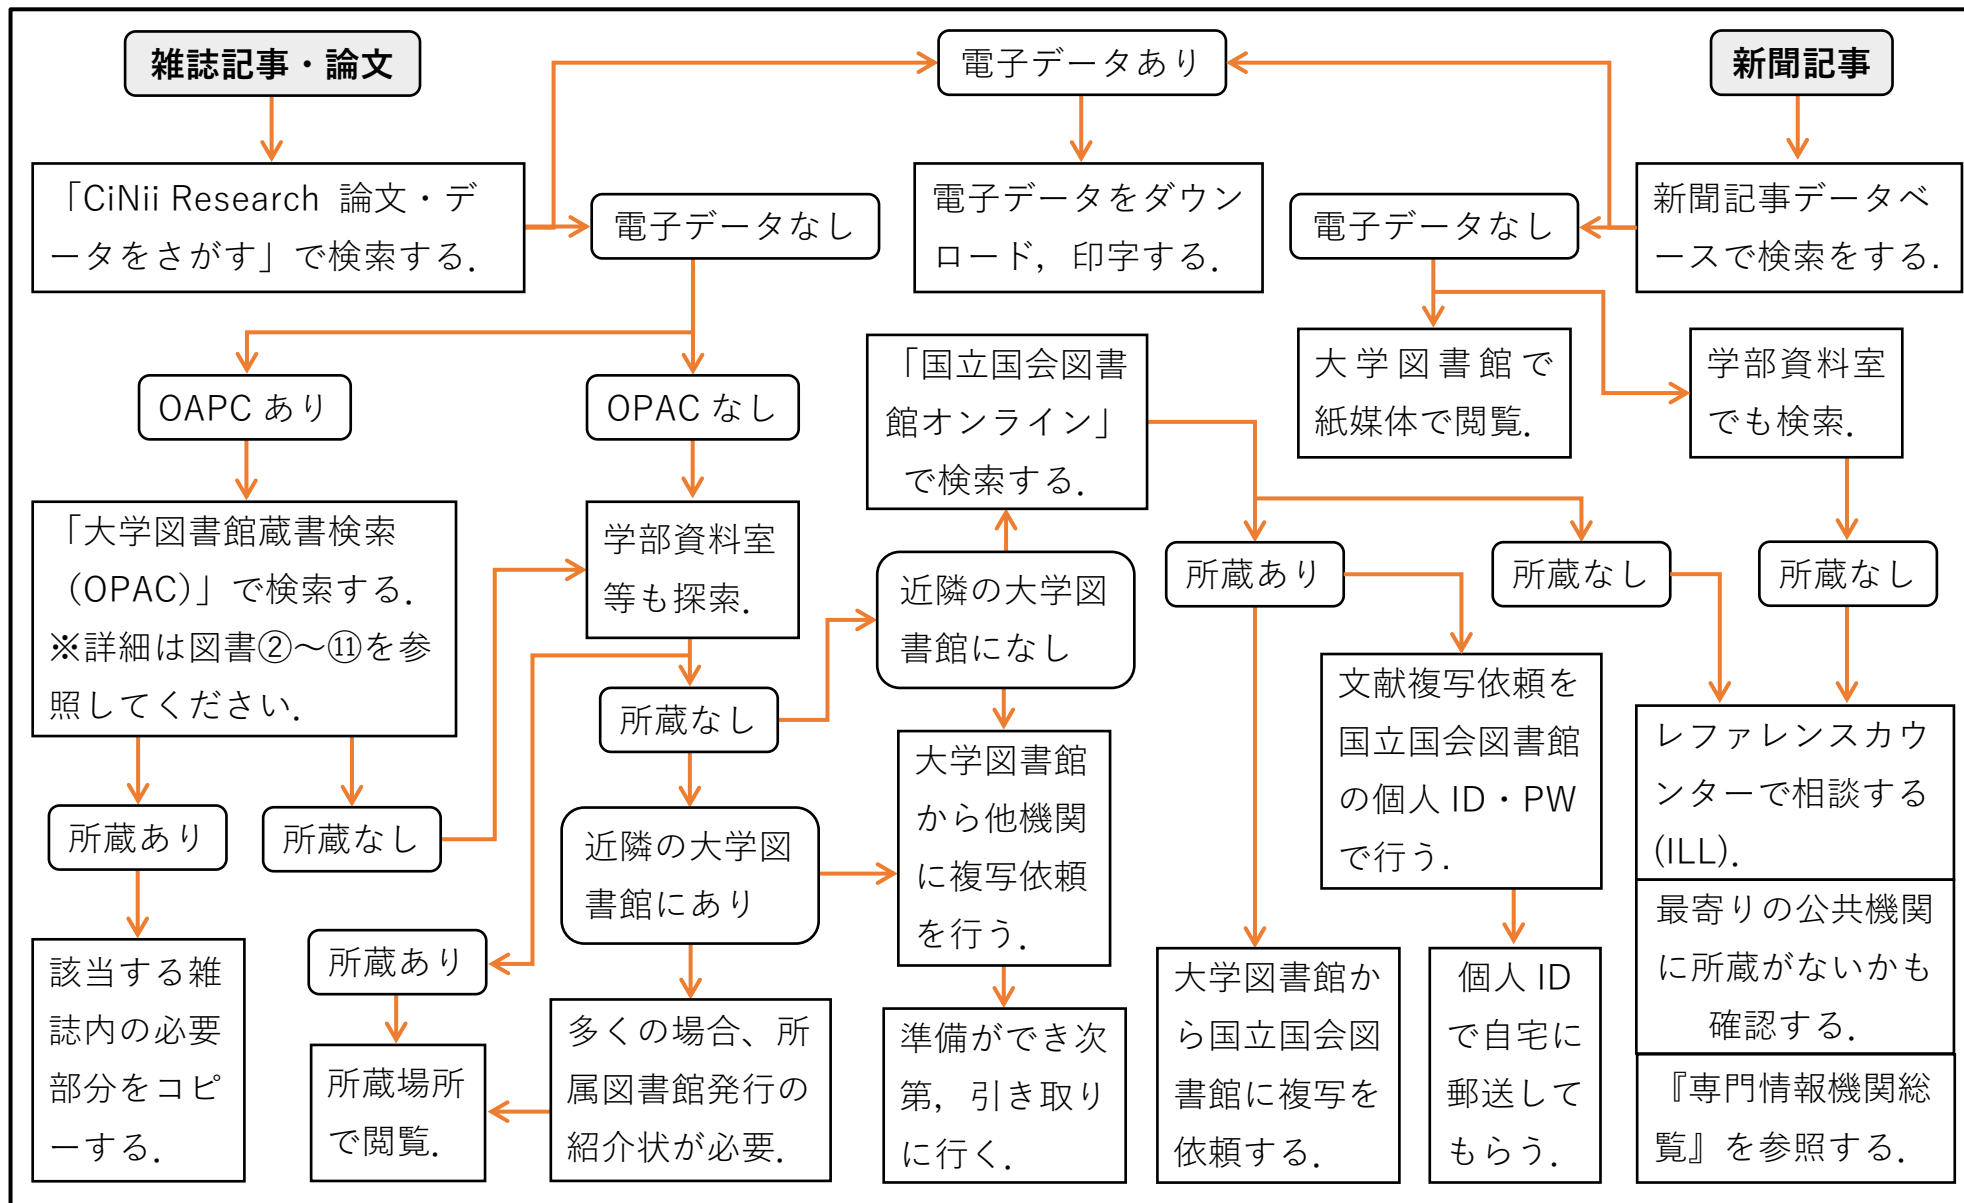 雑誌記事・論文
電子データあり
新聞記事
「CiNii Research 論文・デ
ータをさがす」で検索する.
電子データなし
電子データをダウン
ロード，印字する.
電子データなし
新聞記事データベ
ースで検索をする.
OAPC あり
OPAC なし
「国立国会図書
館オンライン」
で検索する.
大学図書館で
紙媒体で閲覧.
学部資料室
でも検索.
「大学図書館蔵書検索
（OPAC)」で検索する.
※詳細は図書②～⑪を参
照してください.
学部資料室
等も探索.
近隣の大学図
書館になし
所蔵あり
所蔵なし
所蔵なし
所蔵なし
文献複写依頼を
国立国会図書館
の個人 ID・PW
で行う.
レファレンスカウ
ンターで相談する
(ILL).
大学図書館
から他機関
に複写依頼
を行う.
所蔵あり
所蔵なし
近隣の大学図
書館にあり
最寄りの公共機関
に所蔵がないかも
確認する.
所蔵あり
該当する雑
誌内の必要
部分をコピ
ーする.
所蔵場所
で閲覧.
多くの場合、所
属図書館発行の
紹介状が必要.
準備ができ次
第，引き取り
に行く.
大学図書館か
ら国立国会図
書館に複写を
依頼する.
個人 ID
で自宅に
郵送して
もらう.
『専門情報機関総
覧』を参照する.